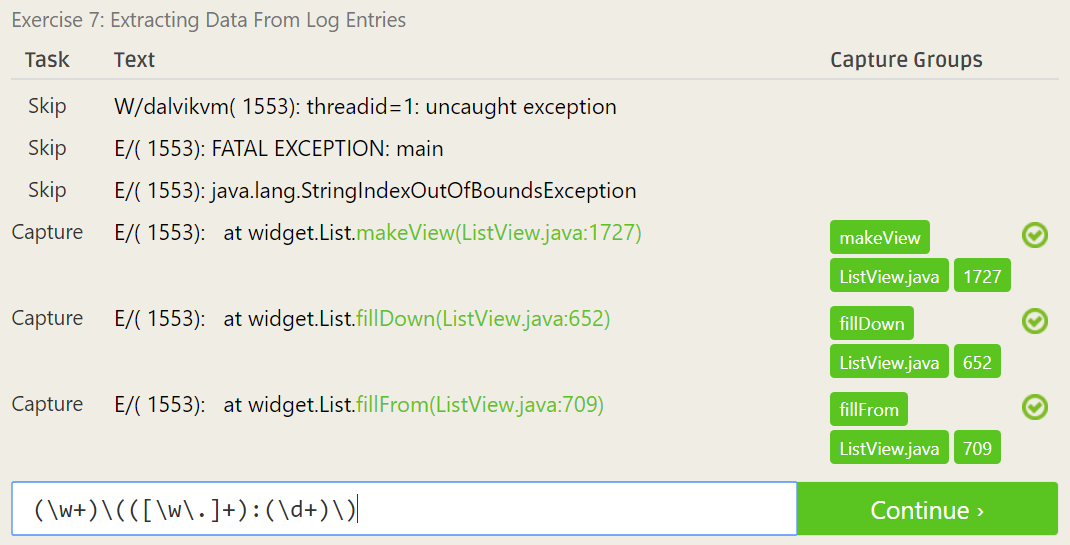 Exercise 7: Extracting Data From Log Entries
Task Text Capture Groups
Skip W/dalvikvm( 1553): threadid=1: uncaught exception
Skip E/( 1553): FATAL EXCEPTION: main
Skip E/( 1553): java.lang.StringIndexOutOfBoundsException
Capture E/( 1553):   at widget.List.makeView(ListView.java:1727) makeView
ListView.java 1727
Capture E/( 1553):   at widget.List.fillDown(ListView.java:652) fillDown
ListView.java 652
Capture E/( 1553):   at widget.List.fillFrom(ListView.java:709) fillFrom
ListView.java 709
(\w+)\(([\w\.]+):(\d+)\) Continue ›